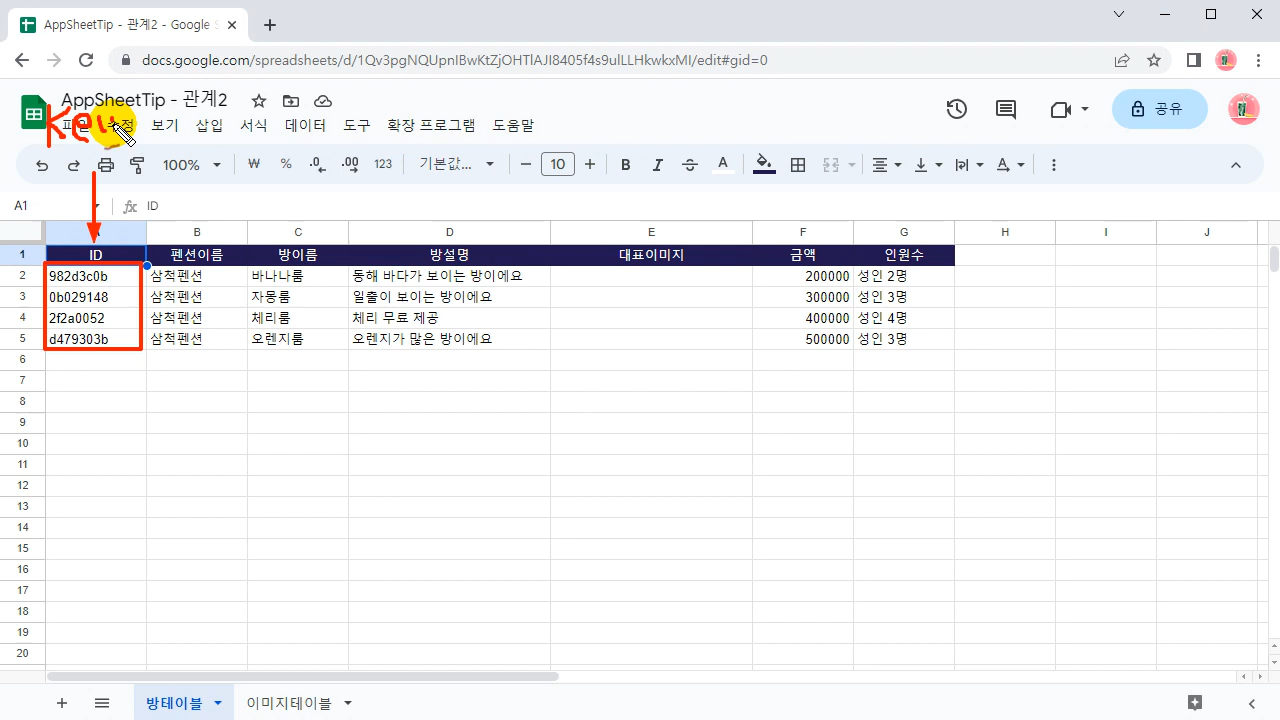 AppSheetTip - 관계2 - Google S
docs.google.com/spreadsheets/d/1Qv3pgNQUpnIBwKtZjOHTlAJI8405f4s9ulLLHkwkxMI/edit#gid=0
AppSheetTip - 관계2
Key
파일 수정 보기 삽입 서식 데이터 도구 확장 프로그램 도움말
공유
100% ₩ % .0 .00 123 기본값... 10 B I A
A1 fx ID
A B C D E F G H I J
1 ID 펜션이름 방이름 방설명 대표이미지 금액 인원수
2 982d3c0b 삼척펜션 바나나룸 동해 바다가 보이는 방이에요 200000 성인 2명
3 0b029148 삼척펜션 자몽룸 일출이 보이는 방이에요 300000 성인 3명
4 2f2a0052 삼척펜션 체리룸 체리 무료 제공 400000 성인 4명
5 d479303b 삼척펜션 오렌지룸 오렌지가 많은 방이에요 500000 성인 3명
6
7
8
9
10
11
12
13
14
15
16
17
18
19
20
방테이블 이미지테이블